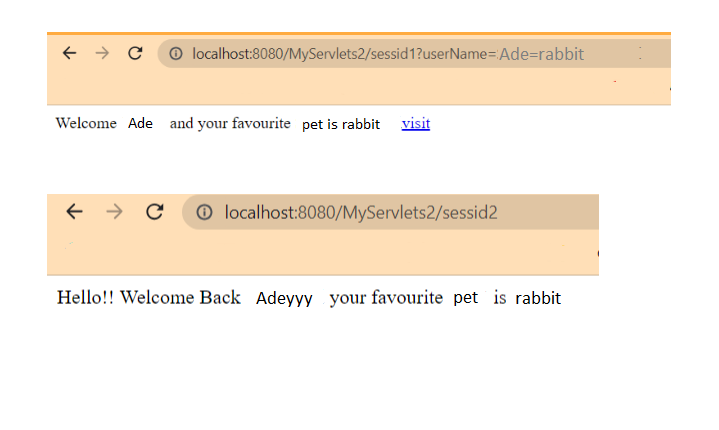 localhost:8080/MyServlets2/sessid1?userName=Ade=rabbit
Welcome Ade and your favourite pet is rabbit visit
localhost:8080/MyServlets2/sessid2
Hello!! Welcome Back Adeyyy your favourite pet is rabbit